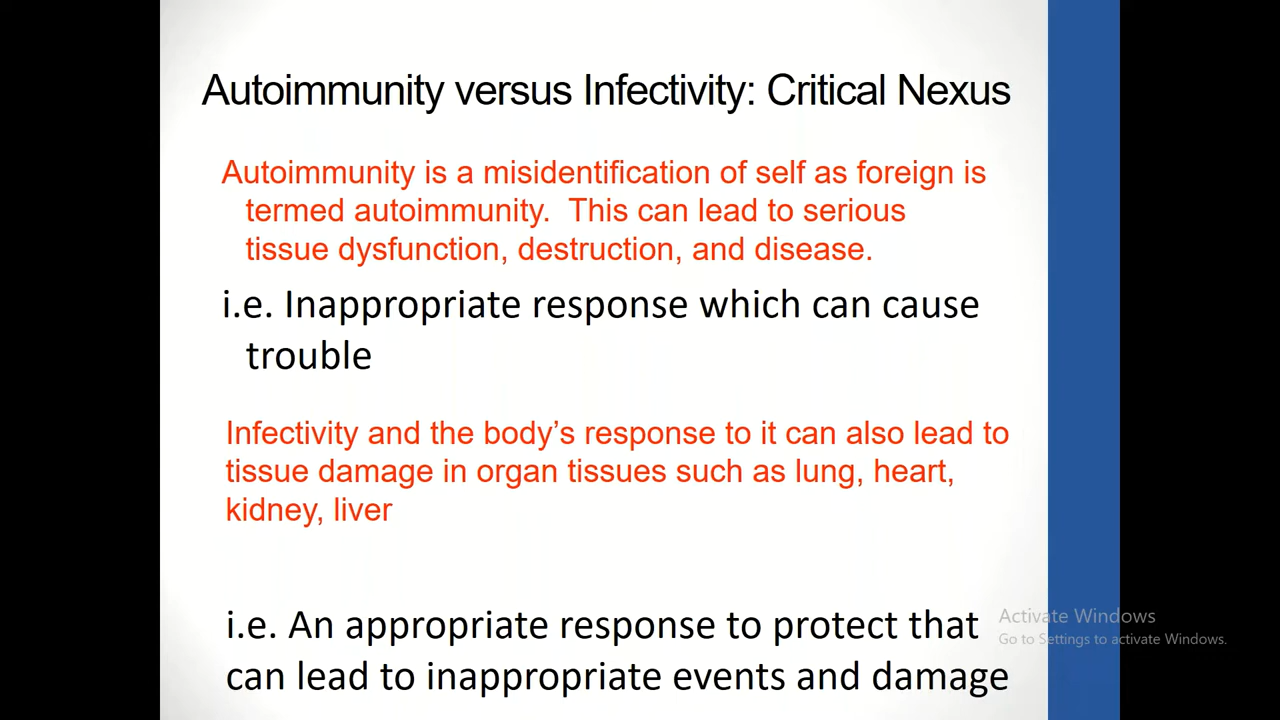 Autoimmunity versus Infectivity: Critical Nexus
Autoimmunity is a misidentification of self as foreign is
termed autoimmunity.  This can lead to serious
tissue dysfunction, destruction, and disease.
i.e. Inappropriate response which can cause
trouble
Infectivity and the body’s response to it can also lead to
tissue damage in organ tissues such as lung, heart,
kidney, liver
i.e. An appropriate response to protect that
can lead to inappropriate events and damage
Activate Windows
Go to Settings to activate Windows.